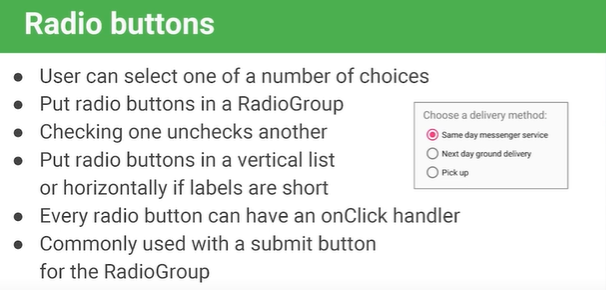 Radio buttons
● User can select one of a number of choices
● Put radio buttons in a RadioGroup
● Checking one unchecks another
● Put radio buttons in a vertical list
or horizontally if labels are short
● Every radio button can have an onClick handler
● Commonly used with a submit button
for the RadioGroup
Choose a delivery method:
Same day messenger service
Next day ground delivery
Pick up